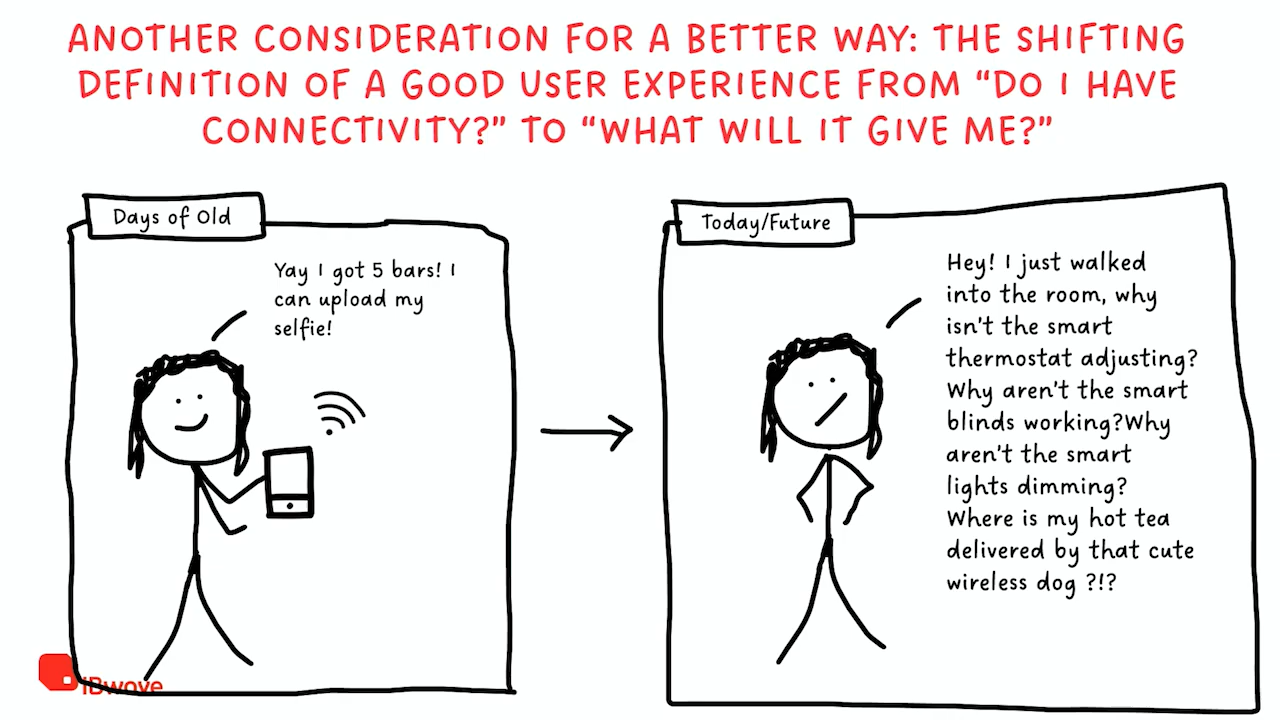 ANOTHER CONSIDERATION FOR A BETTER WAY: THE SHIFTING
DEFINITION OF A GOOD USER EXPERIENCE FROM “DO I HAVE
CONNECTIVITY?” TO “WHAT WILL IT GIVE ME?”
Days of Old
Yay I got 5 bars! I
can upload my
selfie!
Today/Future
Hey! I just walked
into the room, why
isn't the smart
thermostat adjusting?
Why aren't the smart
blinds working?Why
aren't the smart
lights dimming?
Where is my hot tea
delivered by that cute
wireless dog ?!?
iBwave